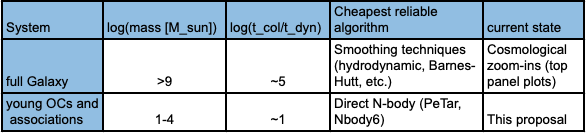 System log(mass [M_sun]) log(t_col/t_dyn) Cheapest reliable algorithm current state
full Galaxy >9 ~5 Smoothing techniques (hydrodynamic, Barnes-Hutt, etc.) Cosmological zoom-ins (top panel plots)
young OCs and associations 1-4 ~1 Direct N-body (PeTar, Nbody6) This proposal